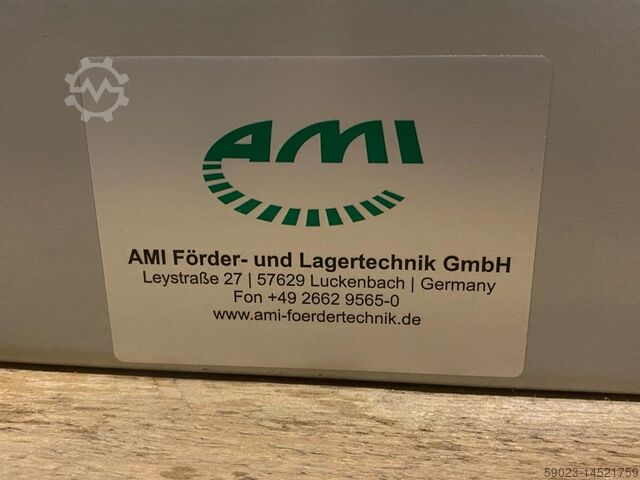 AMI
AMI Förder- und Lagertechnik GmbH
Leystraße 27 | 57629 Luckenbach | Germany
Fon +49 2662 9565-0
www.ami-foerdertechnik.de
59023-14521759